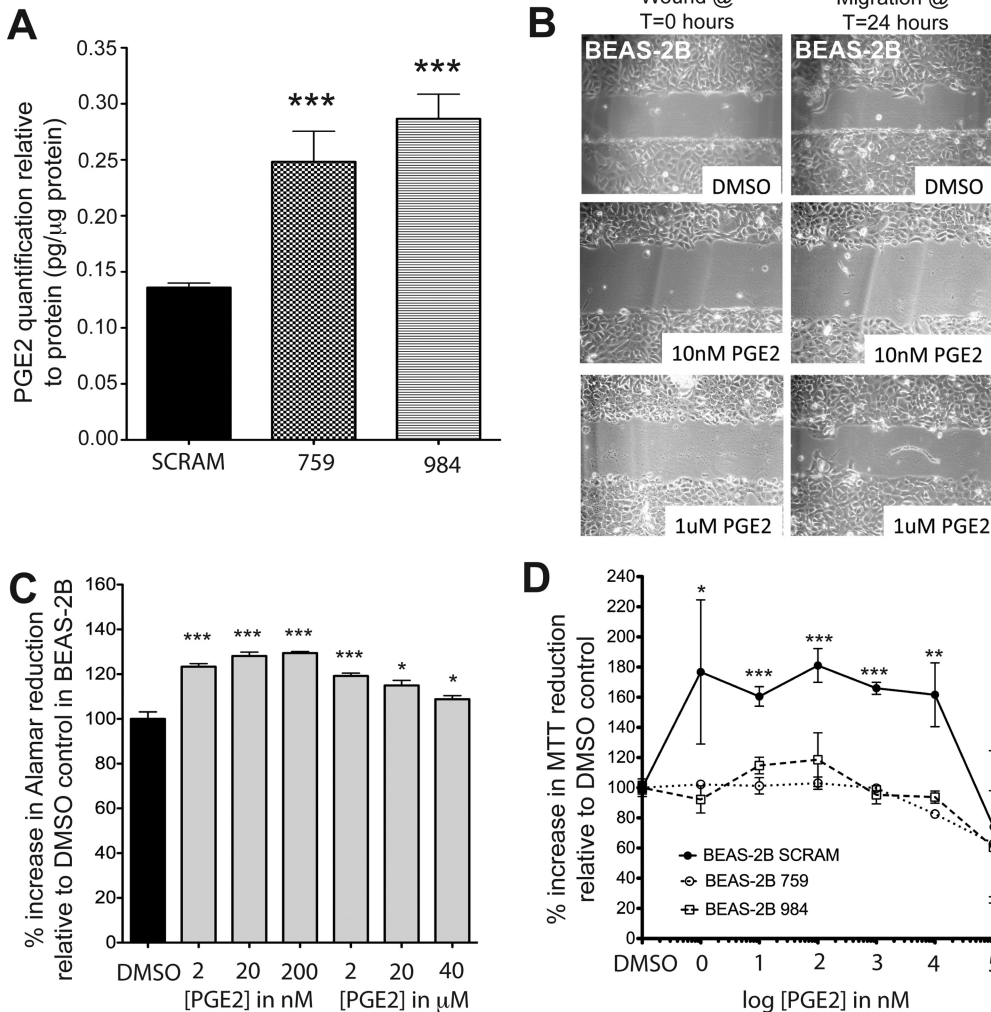 A
PGE2 quantification relative
to protein (pg/μg protein)
0.35
0.30
0.25
0.20
0.15
0.10
0.05
0.00
***
***
SCRAM 759 984
B
Wound @
T=0 hours
Migration @
T=24 hours
BEAS-2B
BEAS-2B
DMSO
DMSO
10nM PGE2
10nM PGE2
1uM PGE2
1uM PGE2
C
% increase in Alamar reduction
relative to DMSO control in BEAS-2B
160
140
120
100
80
60
40
20
0
*** *** *** *** * *
DMSO 2 20 200 2 20 40
[PGE2] in nM [PGE2] in μM
D
% increase in MTT reduction
relative to DMSO control
240
220
200
180
160
140
120
100
80
60
40
20
0
* *** *** *** **
BEAS-2B SCRAM
BEAS-2B 759
BEAS-2B 984
DMSO 0 1 2 3 4 5
log [PGE2] in nM